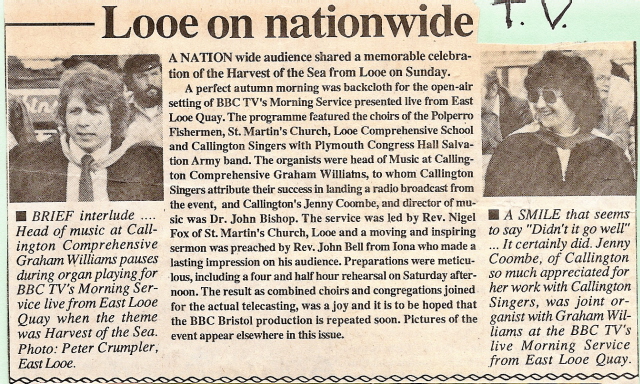 T.V.
Looe on nationwide
A NATION wide audience shared a memorable celebra-
tion of the Harvest of the Sea from Looe on Sunday.
A perfect autumn morning was backcloth for the open-air
setting of BBC TV's Morning Service presented live from East
Looe Quay. The programme featured the choirs of the Polperro
Fishermen, St. Martin's Church, Looe Comprehensive School
and Callington Singers with Plymouth Congress Hall Salva-
tion Army band. The organists were head of Music at Calling-
ton Comprehensive Graham Williams, to whom Callington
Singers attribute their success in landing a radio broadcast from
the event, and Callington's Jenny Coombe, and director of mu-
sic was Dr. John Bishop. The service was led by Rev. Nigel
Fox of St. Martin's Church, Looe and a moving and inspiring
sermon was preached by Rev. John Bell from Iona who made a
lasting impression on his audience. Preparations were meticu-
lous, including a four and half hour rehearsal on Saturday after-
noon. The result as combined choirs and congregations joined
for the actual telecasting, was a joy and it is to be hoped that
the BBC Bristol production is repeated soon. Pictures of the
event appear elsewhere in this issue.
■ BRIEF interlude ....
Head of music at Call-
ington Comprehensive
Graham Williams pauses
during organ playing for
BBC TV's Morning Ser-
vice live from East Looe
Quay when the theme
was Harvest of the Sea.
Photo: Peter Crumpler,
East Looe.
■ A SMILE that seems
to say "Didn't it go well"
... It certainly did. Jenny
Coombe, of Callington
so much appreciated for
her work with Callington
Singers, was joint or-
ganist with Graham Wil-
liams at the BBC TV's
live Morning Service
from East Looe Quay.